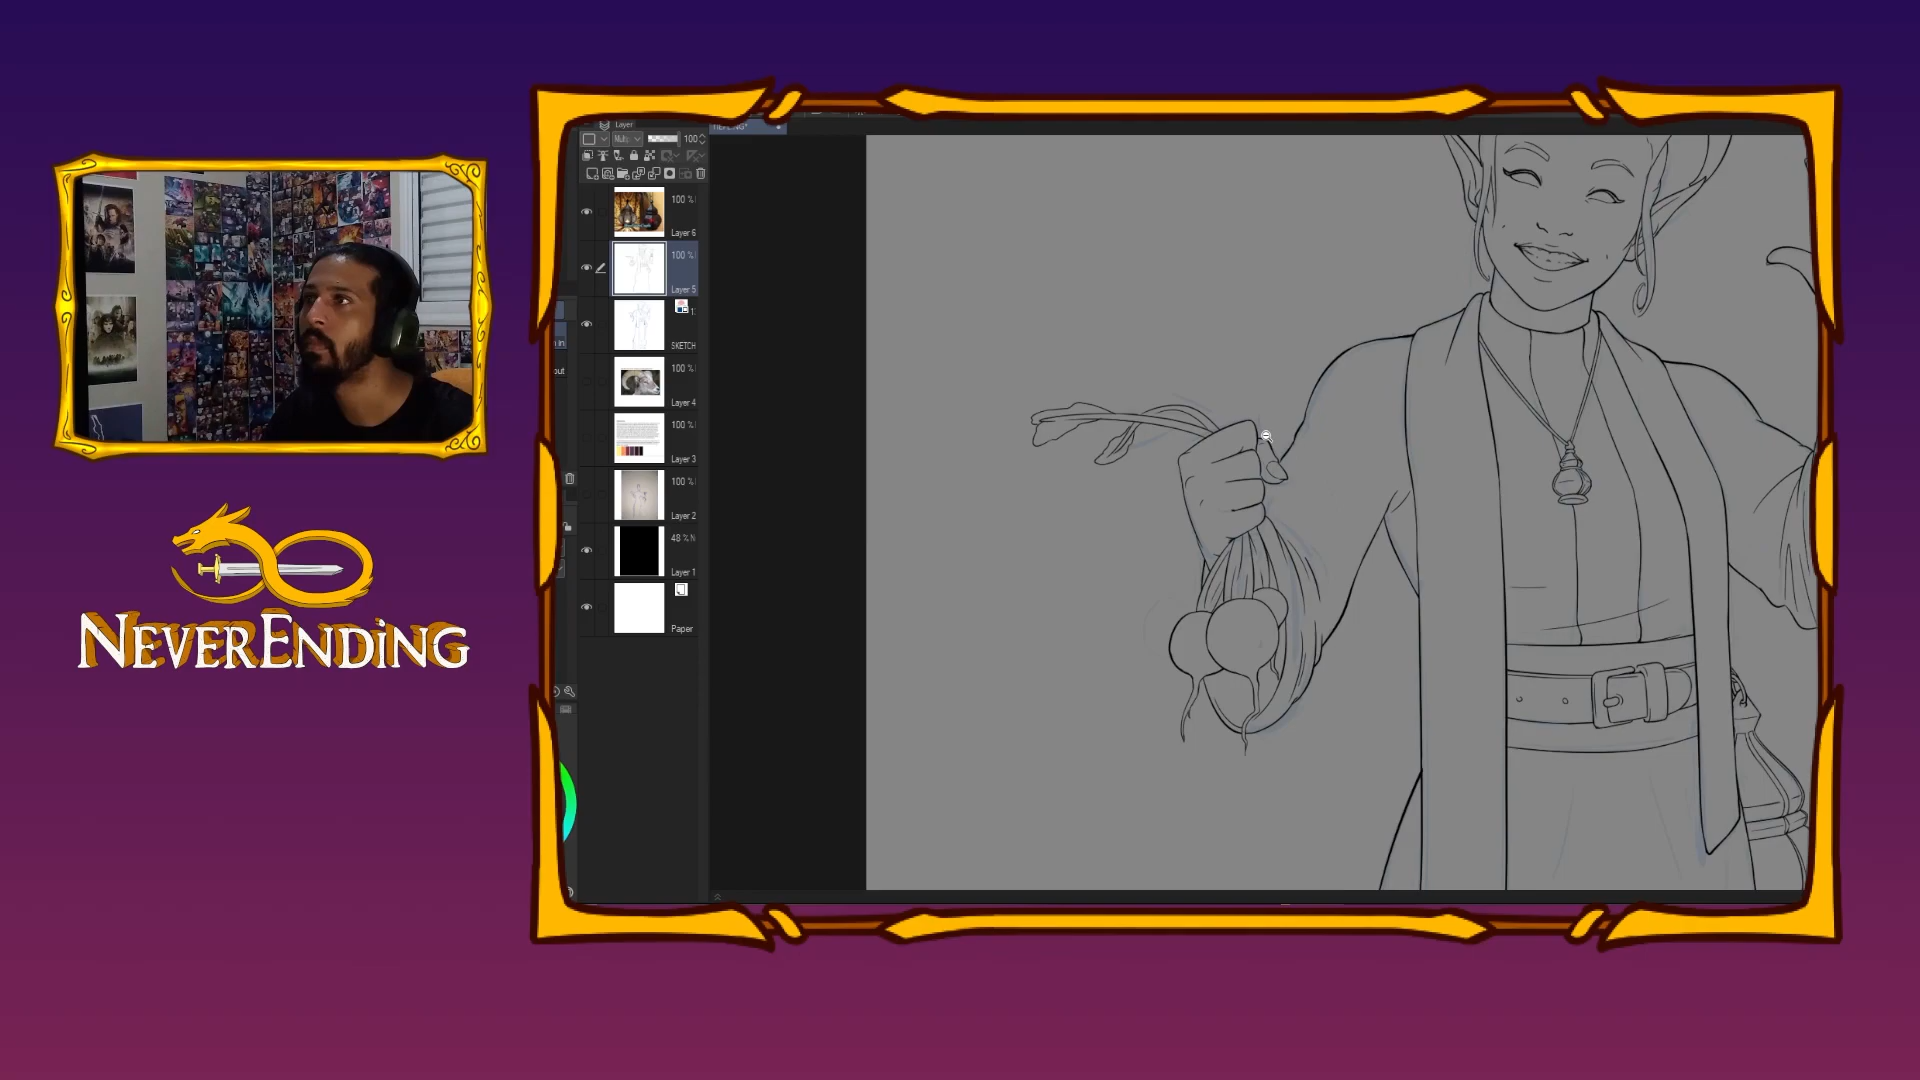 Layer
100
100 %
Layer 6
100 %
Layer 5
SKETCH
100 %
Layer 4
100 %
Layer 3
100 %
Layer 2
48 %
Layer 1
Paper
out
NEVERENDiNG